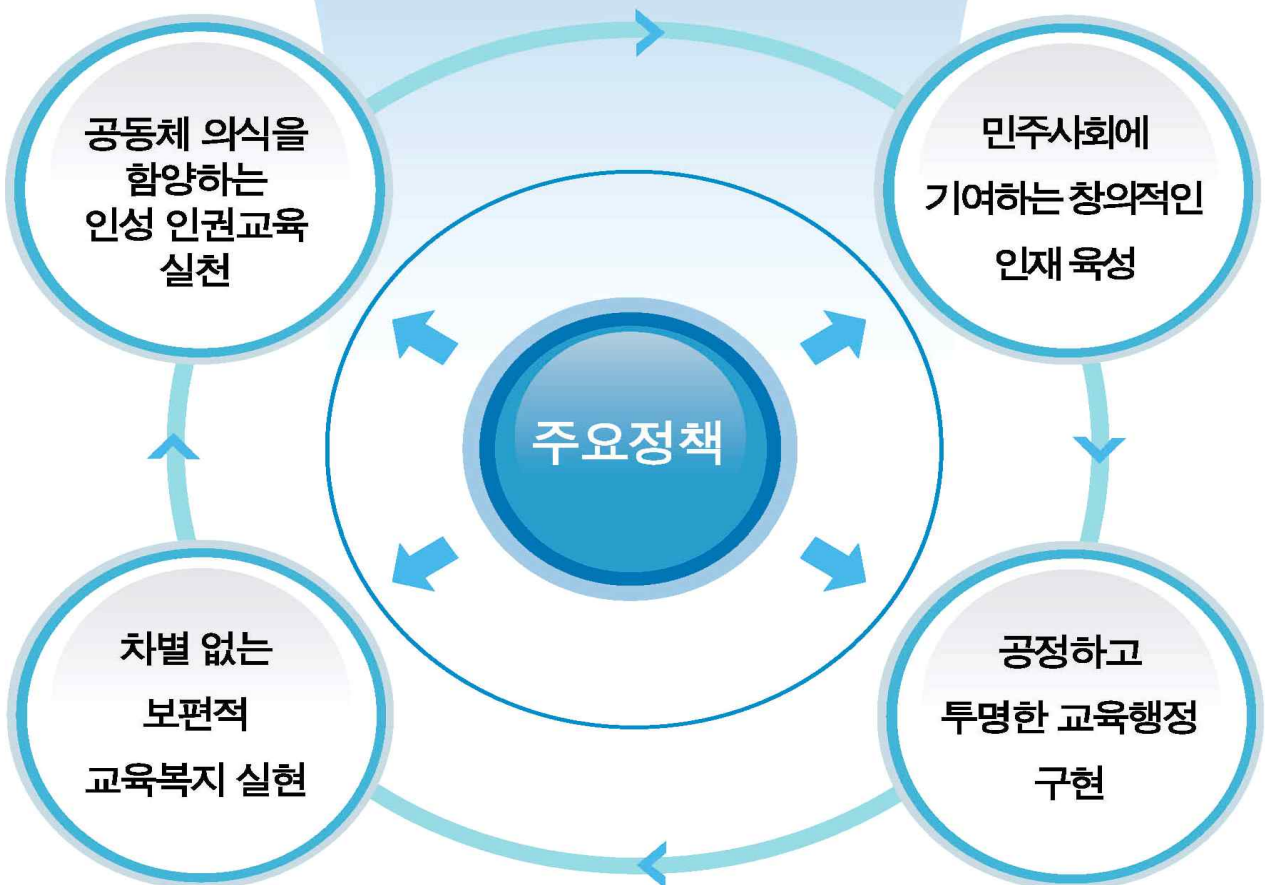 공동체 의식을
함양하는
인성 인권교육
실천
민주사회에
기여하는 창의적인
인재 육성
주요정책
차별 없는
보편적
교육복지 실현
공정하고
투명한 교육행정
구현